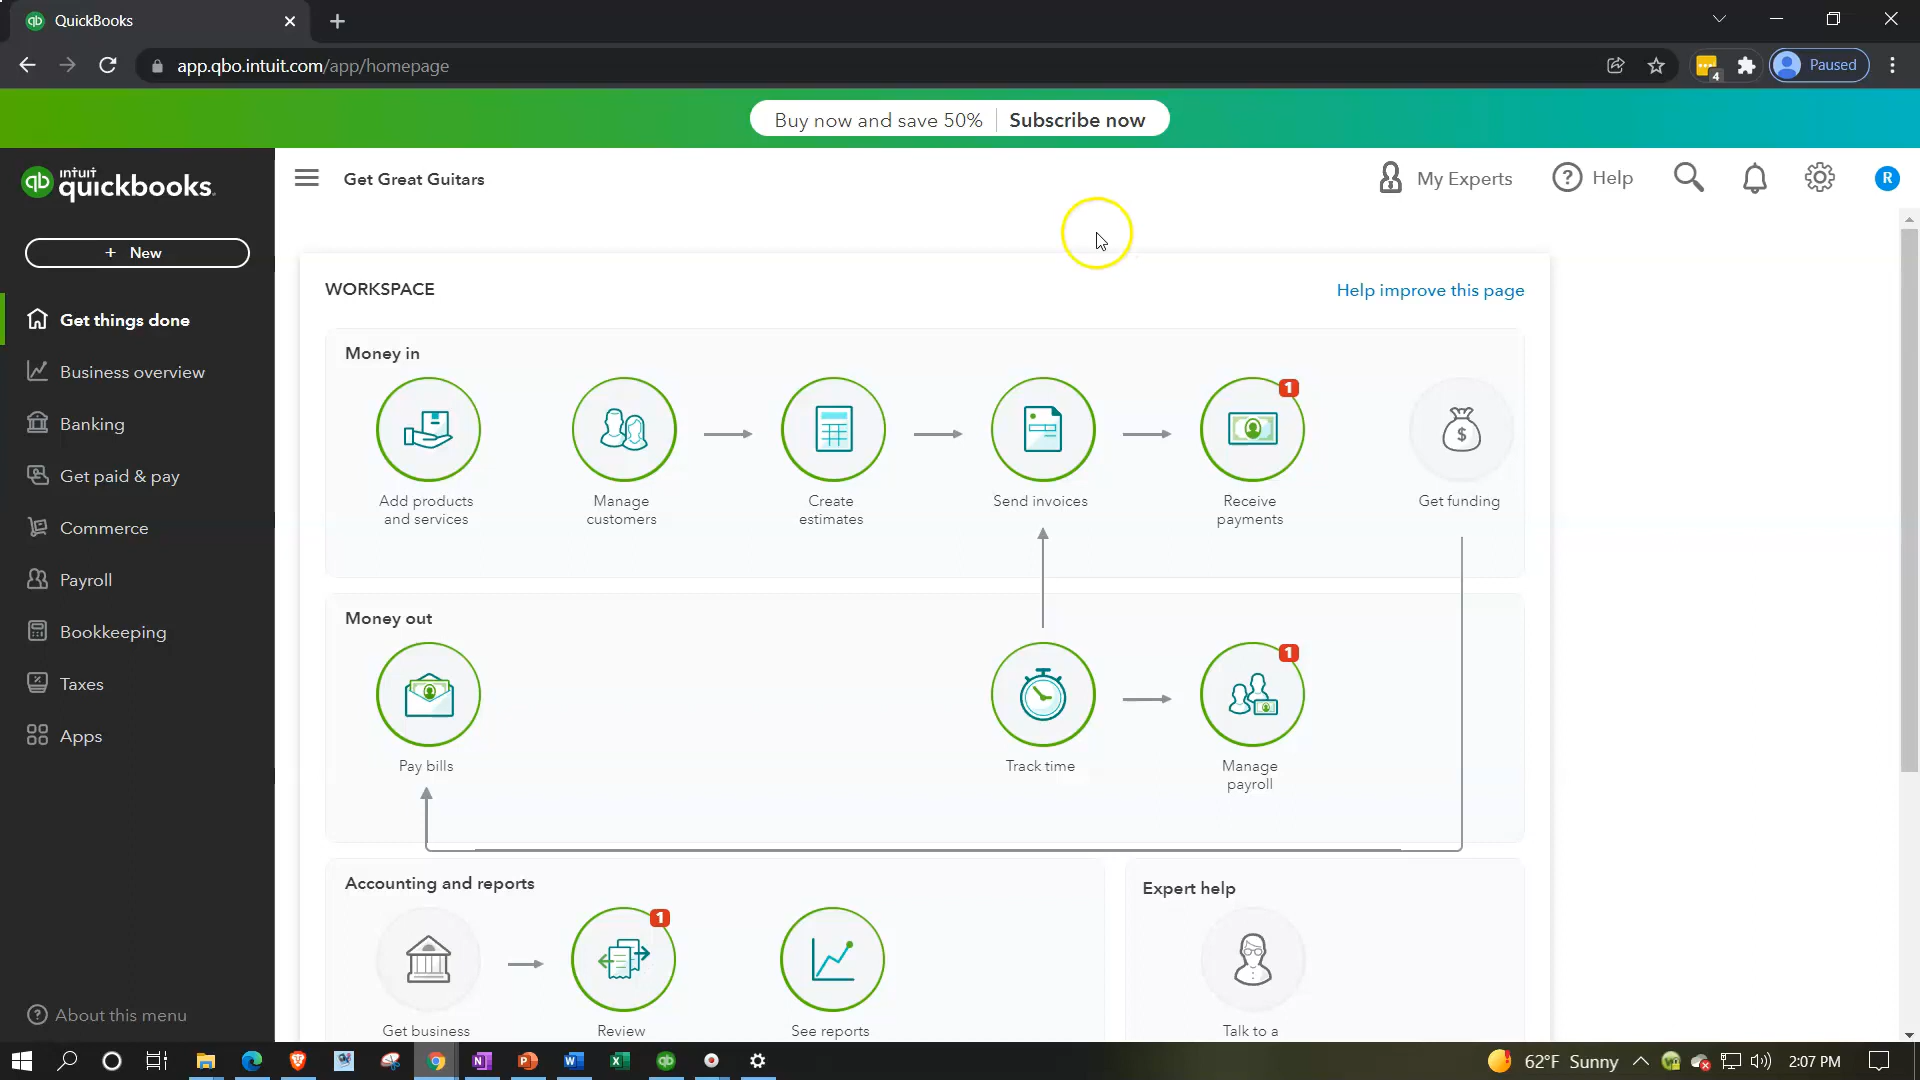 QuickBooks
app.qbo.intuit.com/app/homepage
4
Paused
Buy now and save 50%
Subscribe now
intuit
quickbooks.
Get Great Guitars
My Experts
Help
R
+ New
Get things done
Business overview
Banking
Get paid & pay
Commerce
Payroll
Bookkeeping
Taxes
Apps
About this menu
WORKSPACE
Help improve this page
Money in
1
Add products
and services
Manage
customers
Create
estimates
Send invoices
Receive
payments
Get funding
Money out
1
Pay bills
Track time
Manage
payroll
Accounting and reports
1
Get business
Review
See reports
Expert help
Talk to a
62°F Sunny
2:07 PM